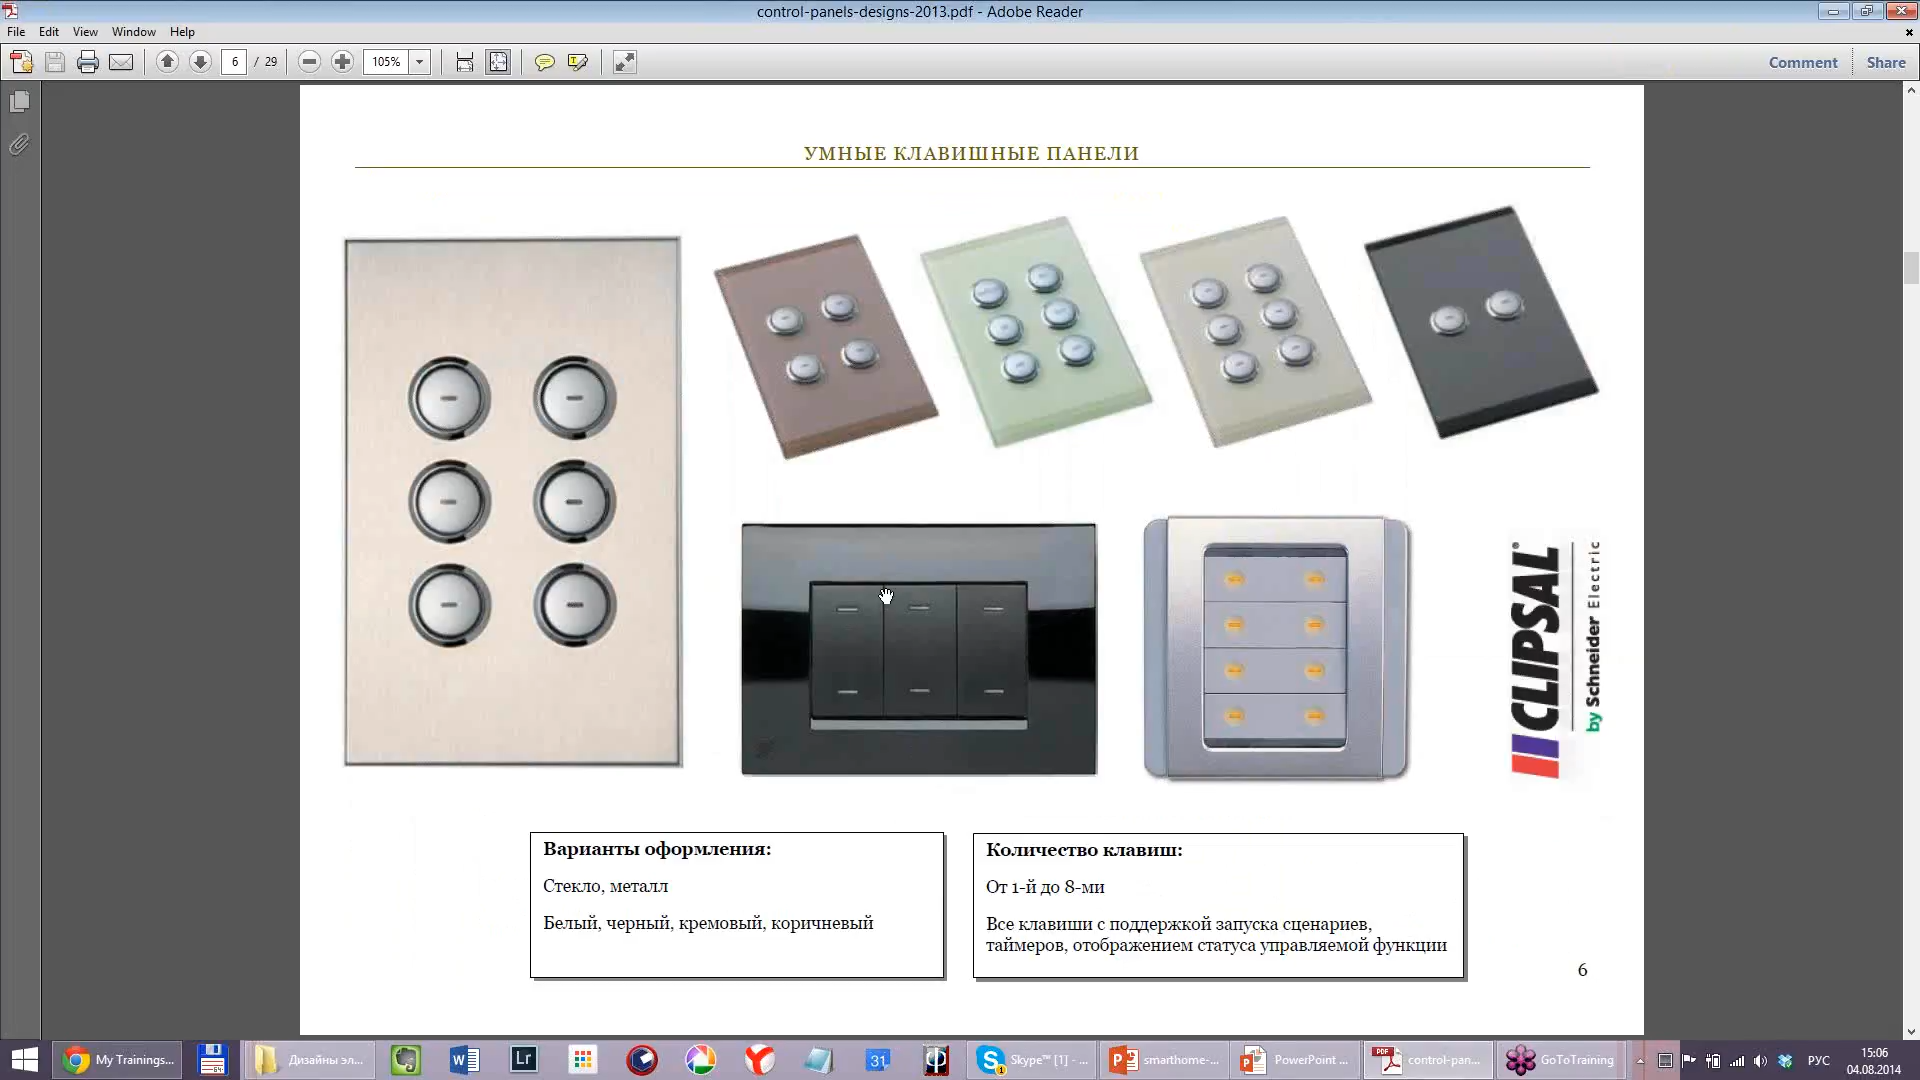 control-panels-designs-2013.pdf - Adobe Reader
File Edit View Window Help
6 / 29 105% Comment Share
УМНЫЕ КЛАВИШНЫЕ ПАНЕЛИ
CLIPSAL
by Schneider Electric
Варианты оформления:
Стекло, металл
Белый, черный, кремовый, коричневый
Количество клавиш:
От 1-й до 8-ми
Все клавиши с поддержкой запуска сценариев,
таймеров, отображением статуса управляемой функции
6
My Trainings... Дизайны эл... Lr 31 Skype™ [1] - ... smarthome-... PowerPoint ... control-pan... GoToTraining РУС 15:06
04.08.2014